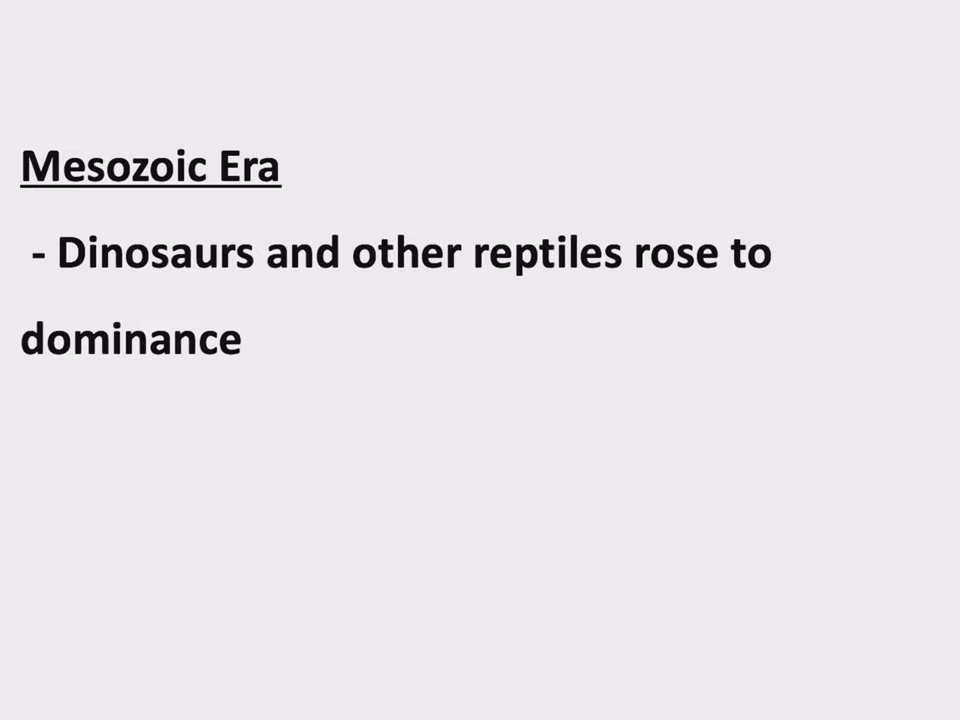 Mesozoic Era
- Dinosaurs and other reptiles rose to
dominance